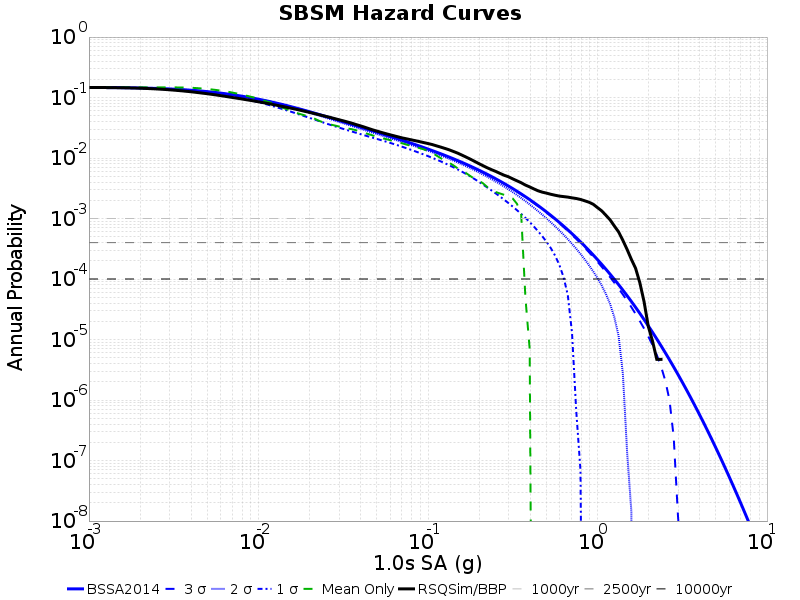 SBSM Hazard Curves
10^0
10^-1
10^-2
10^-3
10^-4
10^-5
10^-6
10^-7
10^-8
Annual Probability
10^-3 10^-2 10^-1 10^0 10^1
1.0s SA (g)
BSSA2014 3 σ 2 σ 1 σ Mean Only RSQSim/BBP 1000yr 2500yr 10000yr